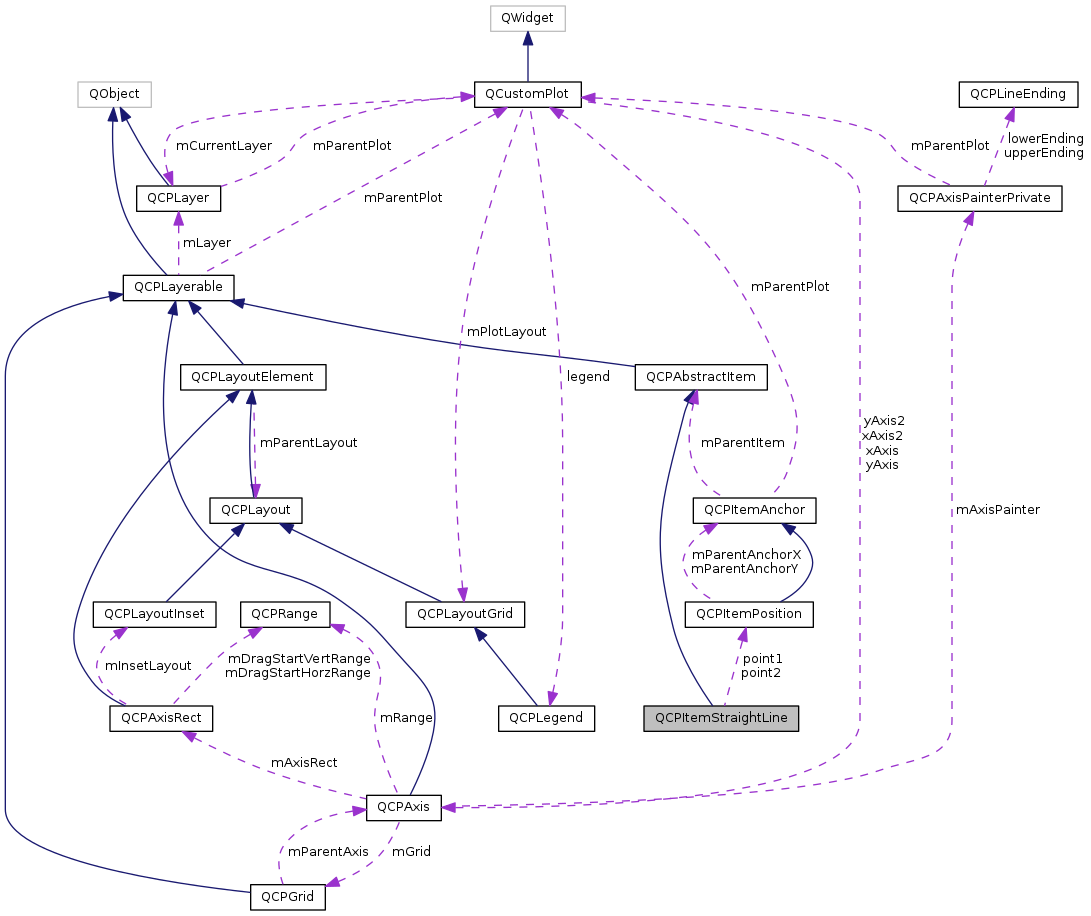 QWidget
QObject
QCustomPlot
QCPLineEnding
mCurrentLayer
mParentPlot
mParentPlot
lowerEnding
upperEnding
QCPLayer
mParentPlot
QCPAxisPainterPrivate
mLayer
QCPLayerable
mParentPlot
mPlotLayout
QCPLayoutElement
legend
QCPAbstractItem
yAxis2
xAxis2
xAxis
yAxis
mParentLayout
mParentItem
QCPLayout
QCPItemAnchor
mAxisPainter
mParentAnchorX
mParentAnchorY
QCPLayoutInset
QCPRange
QCPLayoutGrid
QCPItemPosition
mInsetLayout
mDragStartVertRange
mDragStartHorzRange
point1
point2
QCPAxisRect
mRange
QCPLegend
QCPItemStraightLine
mAxisRect
QCPAxis
mParentAxis
mGrid
QCPGrid